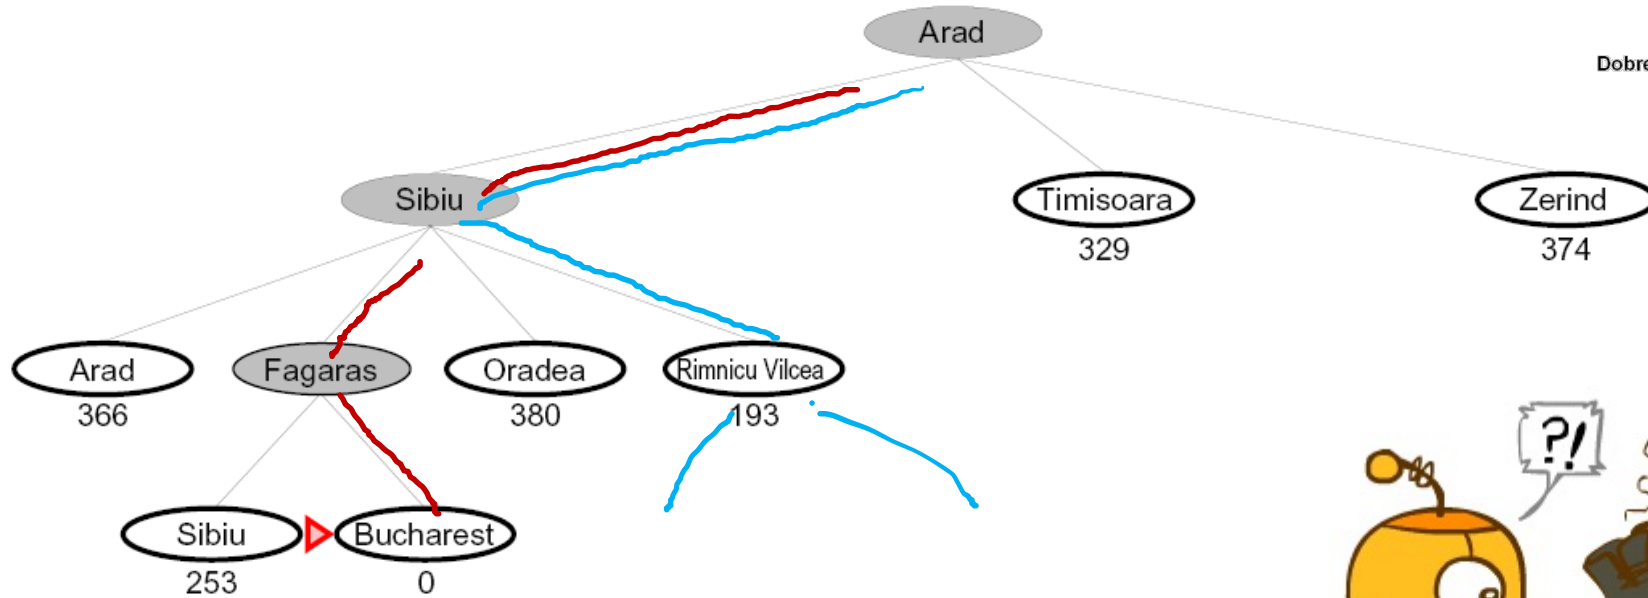 Arad
Dobre
Sibiu
Timisoara
Zerind
329
374
Arad
Fagaras
Oradea
Rimnicu Vilcea
366
380
193
?!
Sibiu
Bucharest
253
0